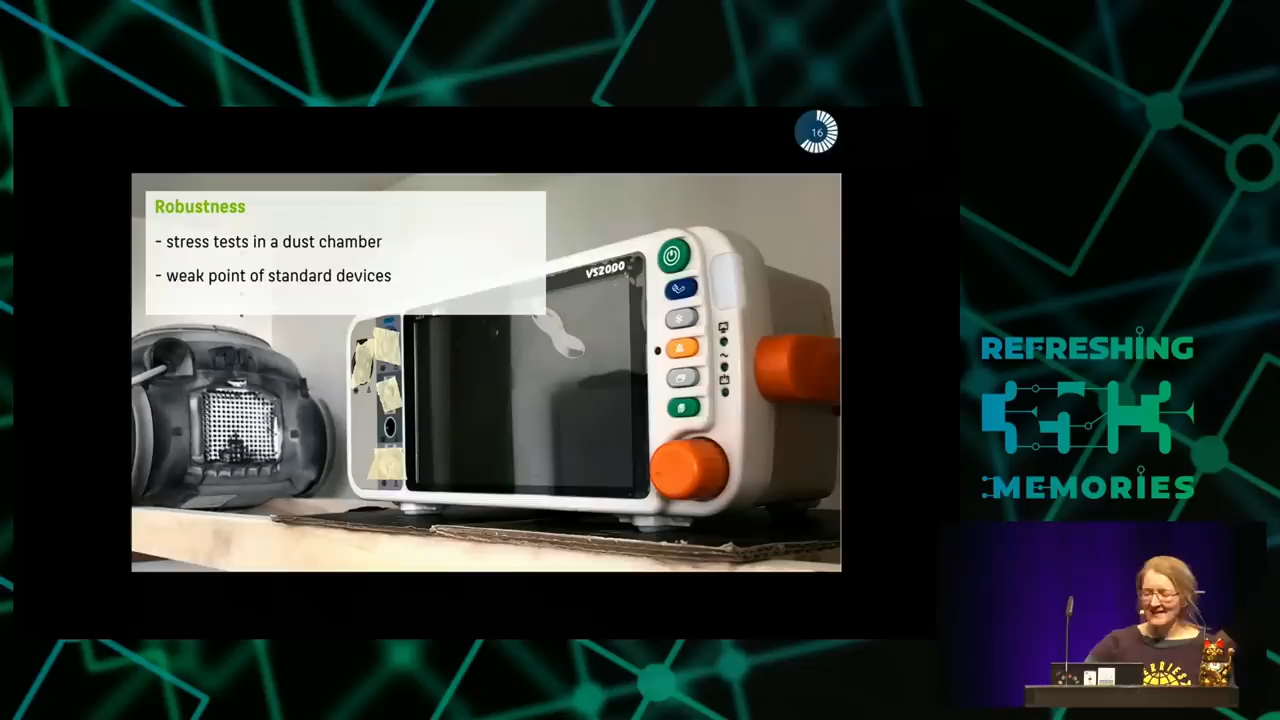 16
Robustness
- stress tests in a dust chamber
- weak point of standard devices
VS2000
REFRESHING
MEMORIES